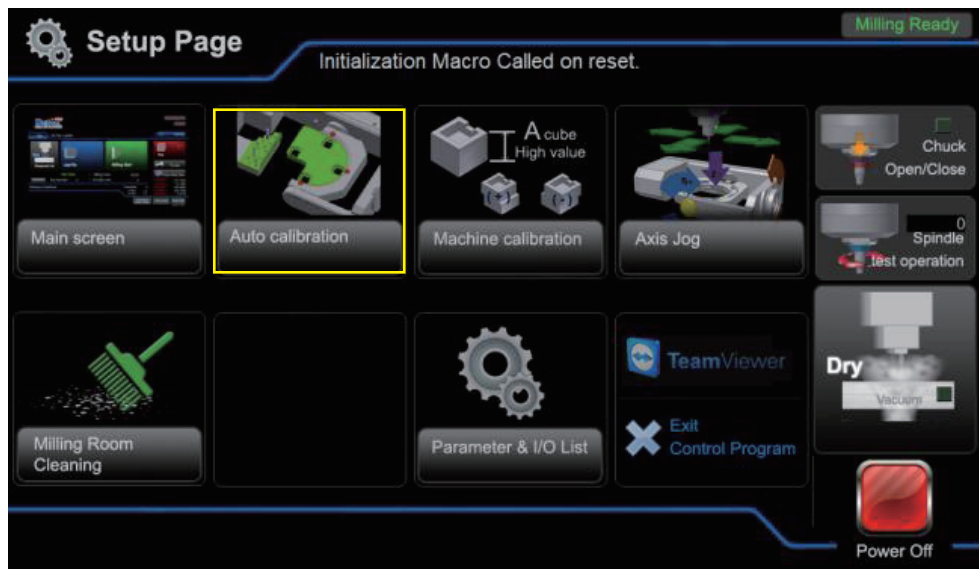 Setup Page
Milling Ready
Initialization Macro Called on reset.
A cube
High value
Main screen
Auto calibration
Machine calibration
Axis Jog
Chuck
Open/Close
0
Spindle
test operation
Milling Room
Cleaning
Parameter & I/O List
TeamViewer
Exit
Control Program
Dry
Vacuum
Power Off